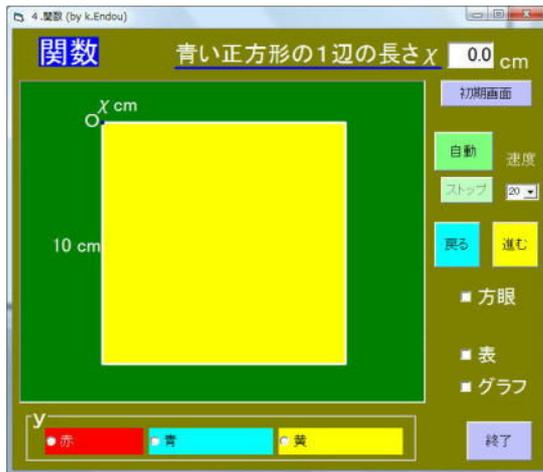 4.関数 (by k.Endou)
関数
青い正方形の1辺の長さχ 0.0 cm
初期画面
χ cm
O
自動
速度
ストップ
20
10 cm
戻る
進む
方眼
表
グラフ
y
赤
青
黄
終了